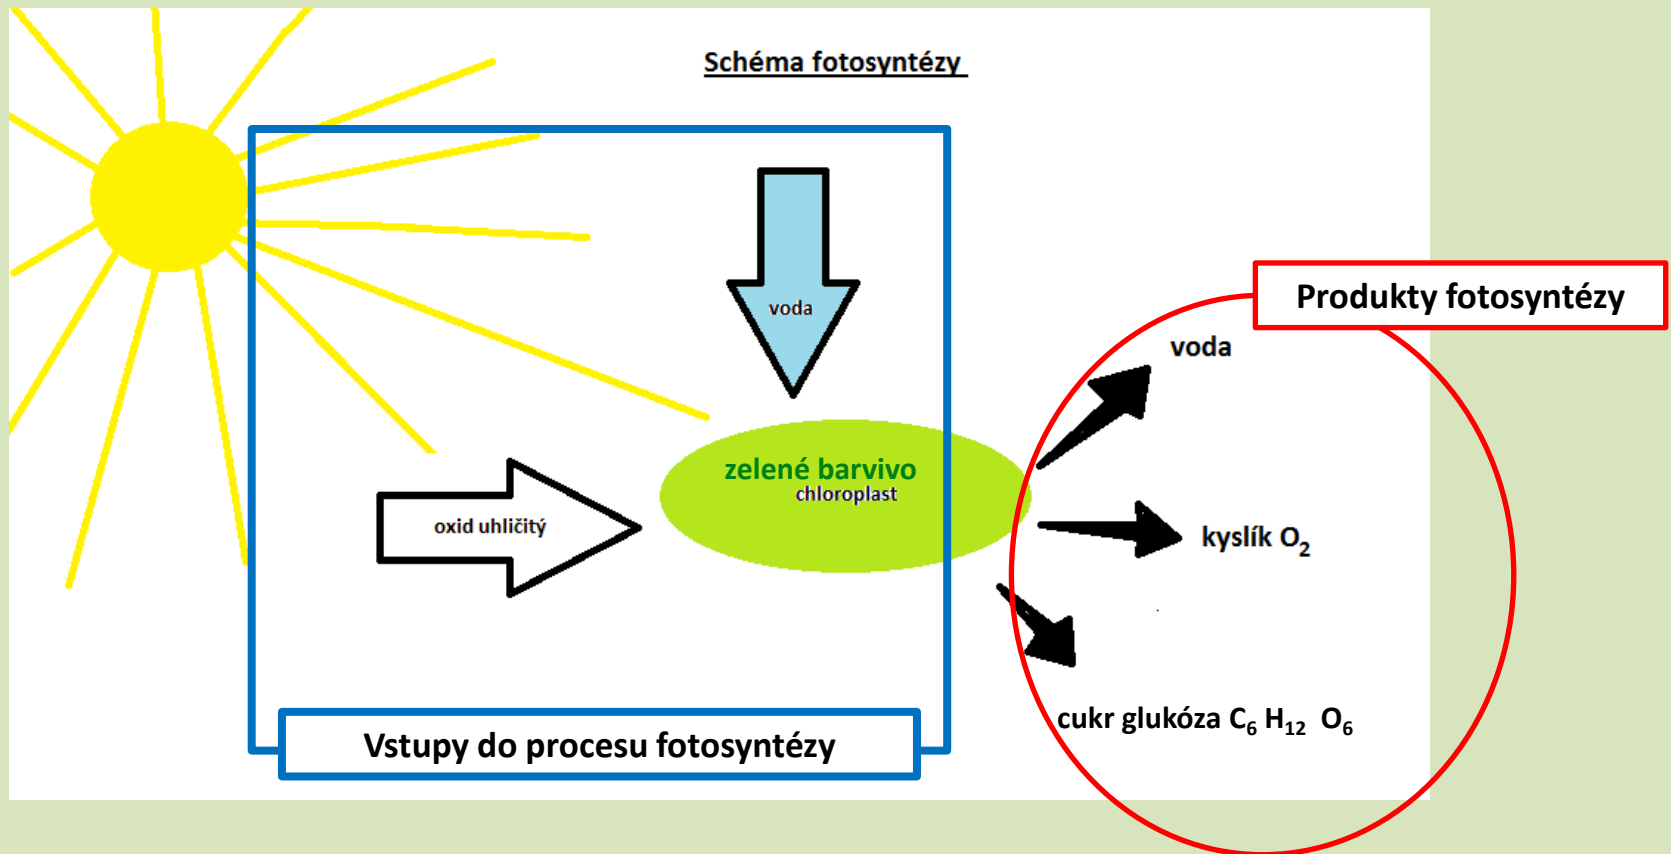 Schéma fotosyntézy
voda
Produkty fotosyntézy
voda
zelené barvivo
chloroplast
oxid uhličitý
kyslík O₂
cukr glukóza C₆ H₁₂ O₆
Vstupy do procesu fotosyntézy